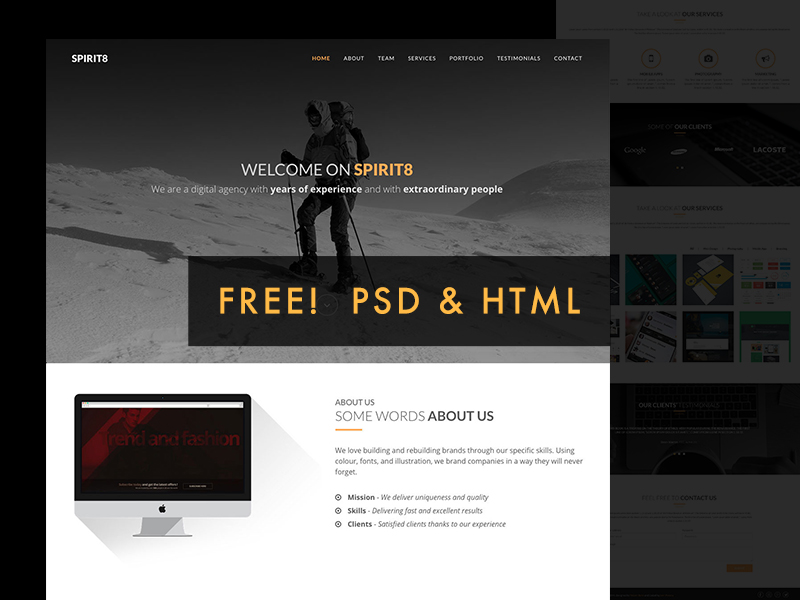 SPIRIT8
HOME ABOUT TEAM SERVICES PORTFOLIO TESTIMONIALS CONTACT
WELCOME ON SPIRIT8
We are a digital agency with years of experience and with extraordinary people
FREE! PSD & HTML
trend and fashion
ABOUT US
SOME WORDS ABOUT US
We love building and rebuilding brands through our specific skills. Using
colour, fonts, and illustration, we brand companies in a way they will never
forget.
Mission - We deliver uniqueness and quality
Skills - Delivering fast and excellent results
Clients - Satisfied clients thanks to our experience
OUR SERVICES
SOME OF OUR CLIENTS
Google
Microsoft
LACOSTE
OUR SERVICES
OUR CLIENTS TESTIMONIALS
FEEL FREE TO CONTACT US